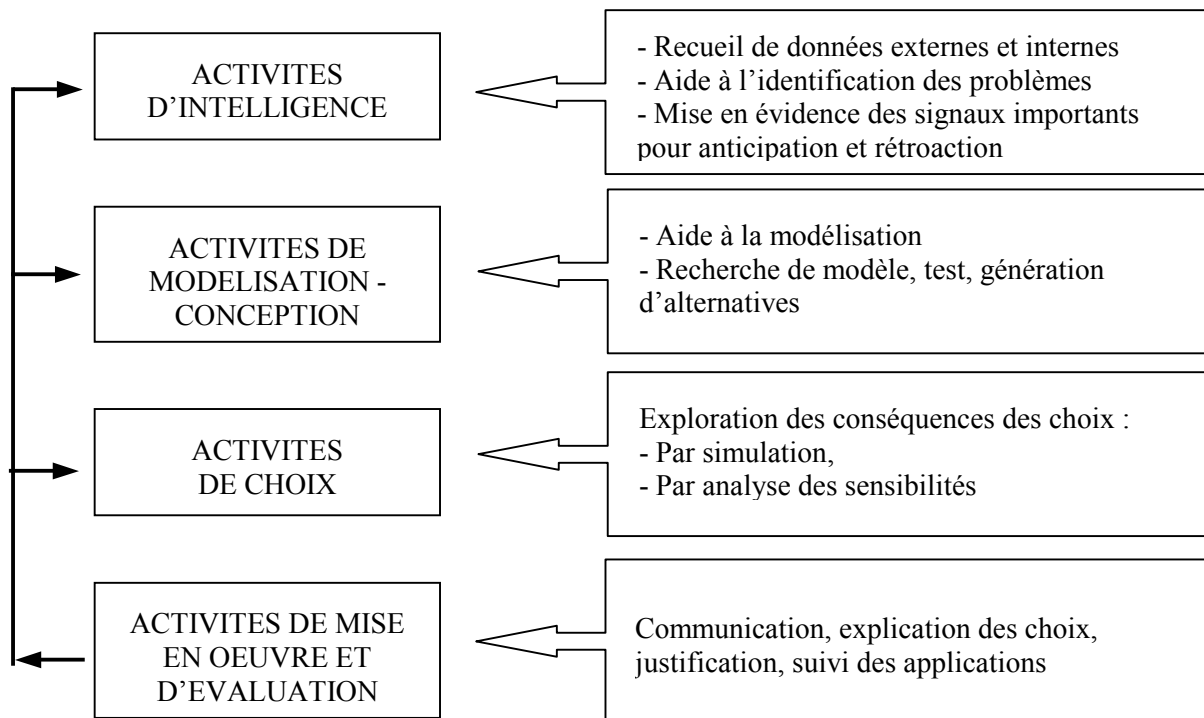 ACTIVITES
D’INTELLIGENCE
- Recueil de données externes et internes
- Aide à l’identification des problèmes
- Mise en évidence des signaux importants
pour anticipation et rétroaction
ACTIVITES DE
MODELISATION -
CONCEPTION
- Aide à la modélisation
- Recherche de modèle, test, génération
d’alternatives
ACTIVITES
DE CHOIX
Exploration des conséquences des choix :
- Par simulation,
- Par analyse des sensibilités
ACTIVITES DE MISE
EN OEUVRE ET
D’EVALUATION
Communication, explication des choix,
justification, suivi des applications